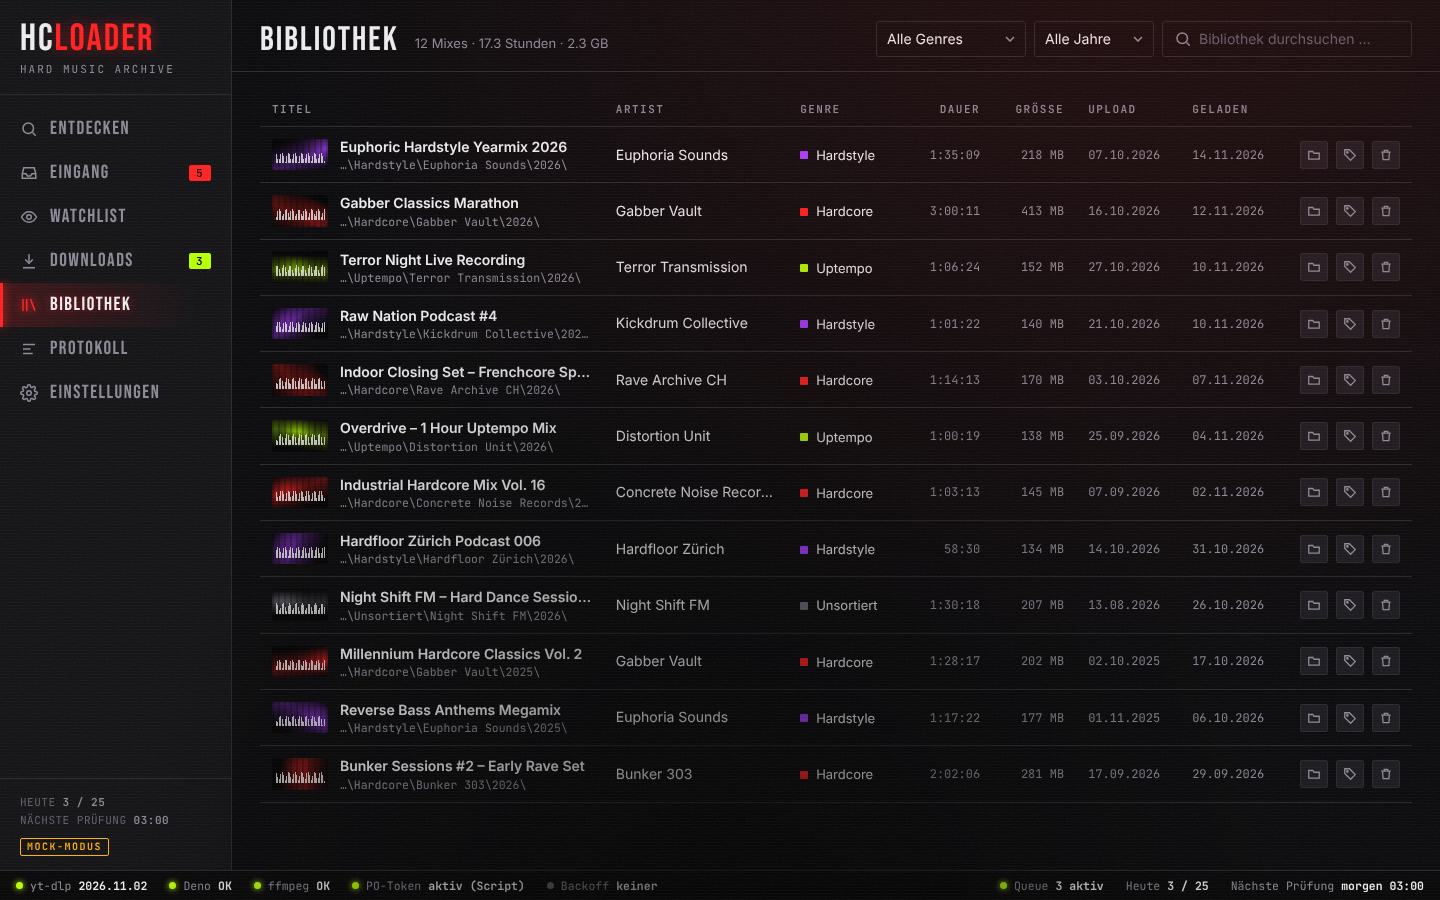 HCLOADER
HARD MUSIC ARCHIVE
ENTDECKEN
EINGANG 5
WATCHLIST
DOWNLOADS 3
BIBLIOTHEK
PROTOKOLL
EINSTELLUNGEN
HEUTE 3 / 25
NÄCHSTE PRÜFUNG 03:00
MOCK-MODUS
BIBLIOTHEK 12 Mixes · 17.3 Stunden · 2.3 GB Alle Genres Alle Jahre Bibliothek durchsuchen ...
TITEL ARTIST GENRE DAUER GRÖSSE UPLOAD GELADEN
Euphoric Hardstyle Yearmix 2026
…\Hardstyle\Euphoria Sounds\2026\
Euphoria Sounds Hardstyle 1:35:09 218 MB 07.10.2026 14.11.2026
Gabber Classics Marathon
…\Hardcore\Gabber Vault\2026\
Gabber Vault Hardcore 3:00:11 413 MB 16.10.2026 12.11.2026
Terror Night Live Recording
…\Uptempo\Terror Transmission\2026\
Terror Transmission Uptempo 1:06:24 152 MB 27.10.2026 10.11.2026
Raw Nation Podcast #4
…\Hardstyle\Kickdrum Collective\202…
Kickdrum Collective Hardstyle 1:01:22 140 MB 21.10.2026 10.11.2026
Indoor Closing Set – Frenchcore Sp…
…\Hardcore\Rave Archive CH\2026\
Rave Archive CH Hardcore 1:14:13 170 MB 03.10.2026 07.11.2026
Overdrive – 1 Hour Uptempo Mix
…\Uptempo\Distortion Unit\2026\
Distortion Unit Uptempo 1:00:19 138 MB 25.09.2026 04.11.2026
Industrial Hardcore Mix Vol. 16
…\Hardcore\Concrete Noise Records\2…
Concrete Noise Recor… Hardcore 1:03:13 145 MB 07.09.2026 02.11.2026
Hardfloor Zürich Podcast 006
…\Hardstyle\Hardfloor Zürich\2026\
Hardfloor Zürich Hardstyle 58:30 134 MB 14.10.2026 31.10.2026
Night Shift FM – Hard Dance Sessio…
…\Unsortiert\Night Shift FM\2026\
Night Shift FM Unsortiert 1:30:18 207 MB 13.08.2026 26.10.2026
Millennium Hardcore Classics Vol. 2
…\Hardcore\Gabber Vault\2025\
Gabber Vault Hardcore 1:28:17 202 MB 02.10.2025 17.10.2026
Reverse Bass Anthems Megamix
…\Hardstyle\Euphoria Sounds\2025\
Euphoria Sounds Hardstyle 1:17:22 177 MB 01.11.2025 06.10.2026
Bunker Sessions #2 – Early Rave Set
…\Hardcore\Bunker 303\2026\
Bunker 303 Hardcore 2:02:06 281 MB 17.09.2026 29.09.2026
yt-dlp 2026.11.02 Deno OK ffmpeg OK PO-Token aktiv (Script) Backoff keiner Queue 3 aktiv Heute 3 / 25 Nächste Prüfung morgen 03:00